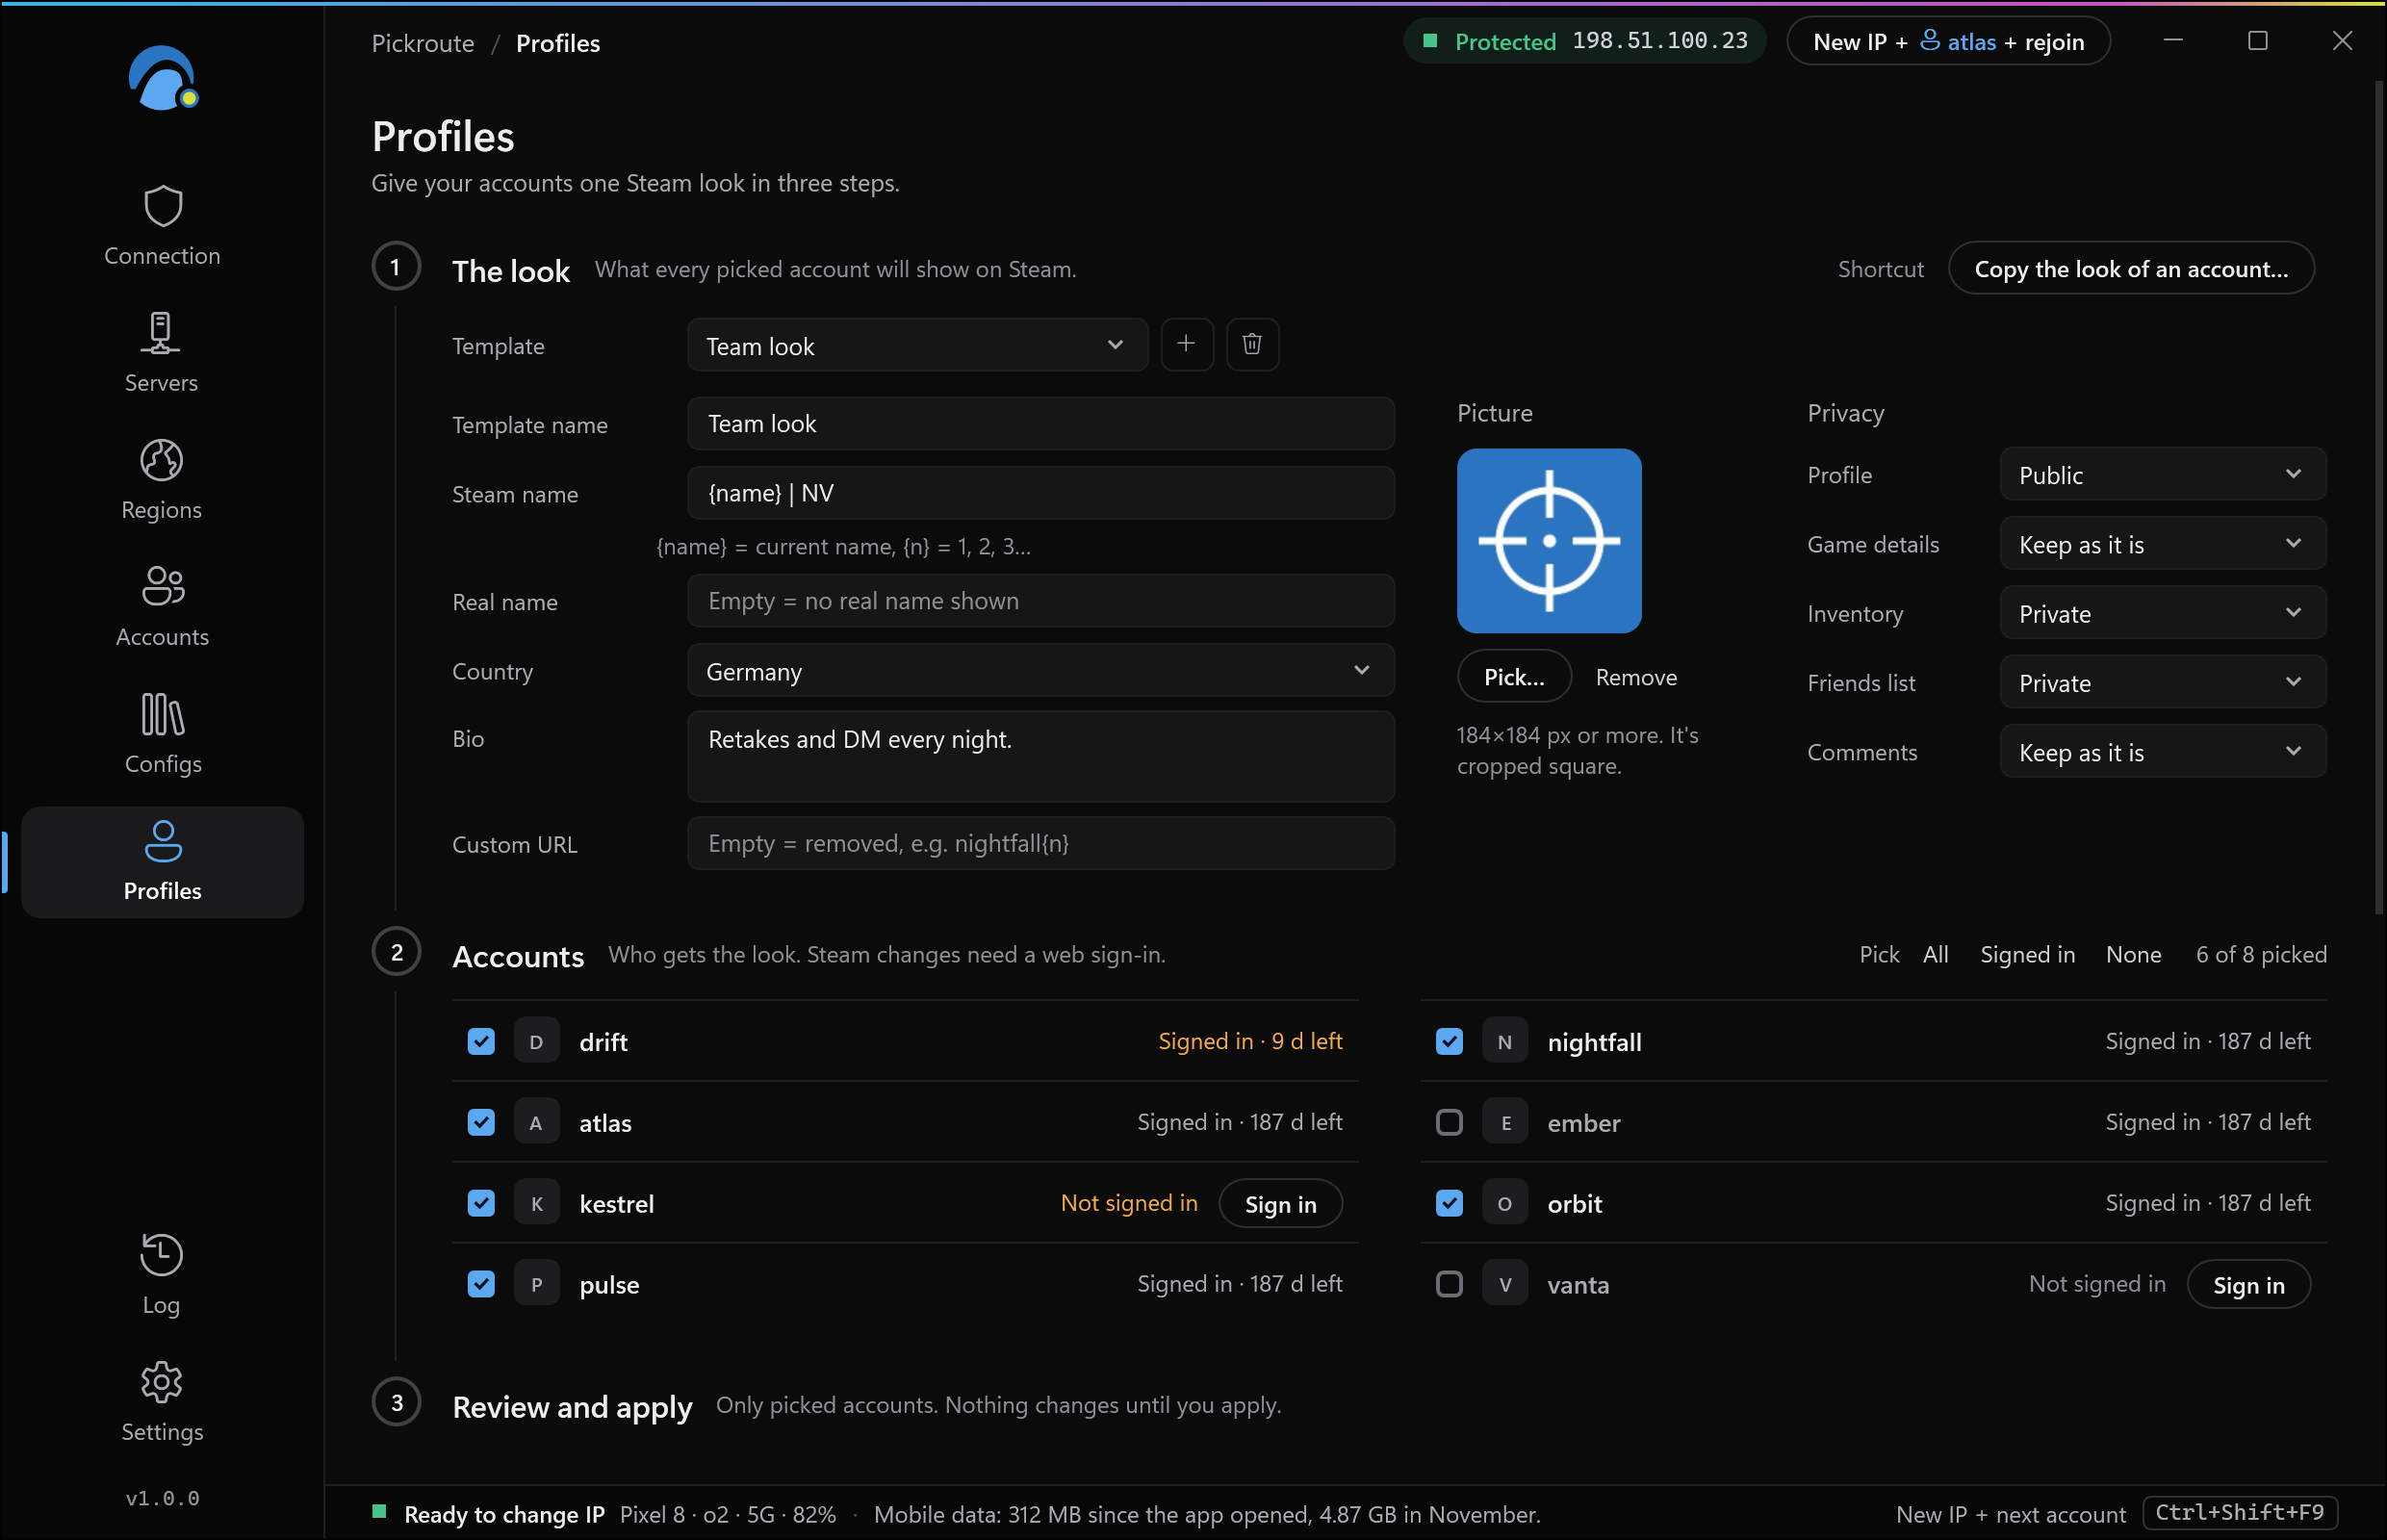 Pickroute / Profiles
Protected 198.51.100.23
New IP + atlas + rejoin
Connection
Servers
Regions
Accounts
Configs
Profiles
Log
Settings
v1.0.0
Profiles
Give your accounts one Steam look in three steps.
1 The look What every picked account will show on Steam.
Shortcut Copy the look of an account...
Template Team look
Template name Team look
Steam name {name} | NV
{name} = current name, {n} = 1, 2, 3...
Real name Empty = no real name shown
Country Germany
Bio Retakes and DM every night.
Custom URL Empty = removed, e.g. nightfall{n}
Picture
Pick... Remove
184×184 px or more. It's
cropped square.
Privacy
Profile Public
Game details Keep as it is
Inventory Private
Friends list Private
Comments Keep as it is
2 Accounts Who gets the look. Steam changes need a web sign-in.
Pick All Signed in None 6 of 8 picked
D drift Signed in · 9 d left
N nightfall Signed in · 187 d left
A atlas Signed in · 187 d left
E ember Signed in · 187 d left
K kestrel Not signed in Sign in
O orbit Signed in · 187 d left
P pulse Signed in · 187 d left
V vanta Not signed in Sign in
3 Review and apply Only picked accounts. Nothing changes until you apply.
Ready to change IP Pixel 8 · o2 · 5G · 82% · Mobile data: 312 MB since the app opened, 4.87 GB in November.
New IP + next account Ctrl+Shift+F9